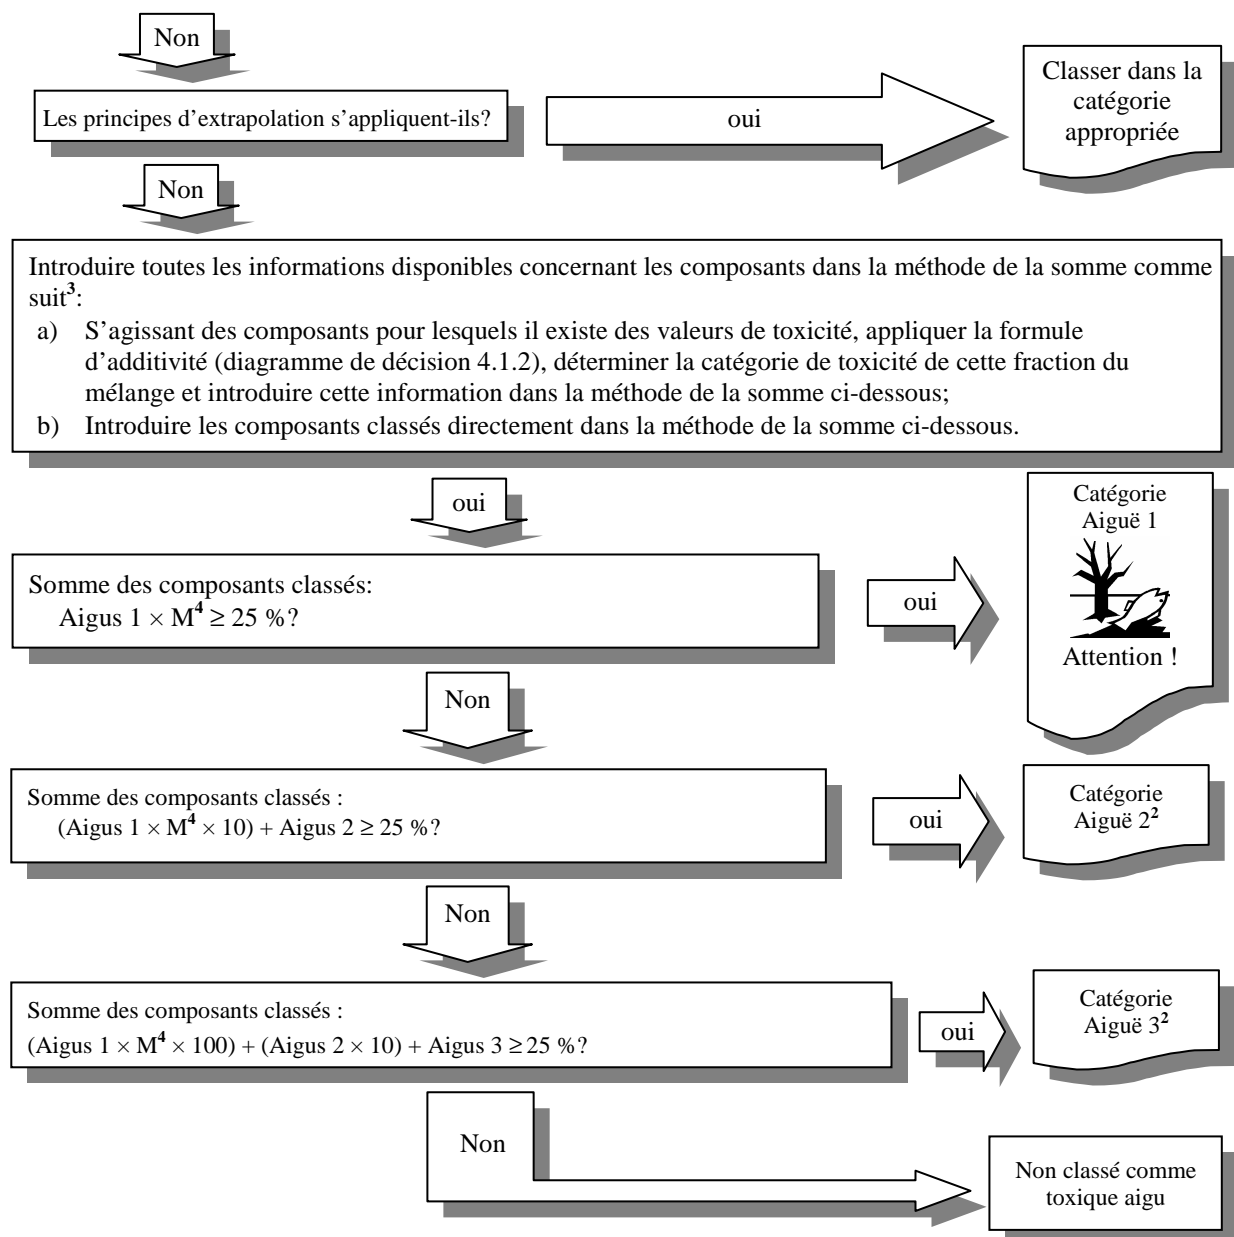 Non
Les principes d'extrapolation s'appliquent-ils?
oui
Classer dans la
catégorie
appropriée
Non
Introduire toutes les informations disponibles concernant les composants dans la méthode de la somme comme
suit³:
a) S'agissant des composants pour lesquels il existe des valeurs de toxicité, appliquer la formule
d'additivité (diagramme de décision 4.1.2), déterminer la catégorie de toxicité de cette fraction du
mélange et introduire cette information dans la méthode de la somme ci-dessous;
b) Introduire les composants classés directement dans la méthode de la somme ci-dessous.
oui
Somme des composants classés:
Aigus 1 × M⁴ ≥ 25 %?
oui
Catégorie
Aiguë 1
Attention !
Non
Somme des composants classés :
(Aigus 1 × M⁴ × 10) + Aigus 2 ≥ 25 %?
oui
Catégorie
Aiguë 2²
Non
Somme des composants classés :
(Aigus 1 × M⁴ × 100) + (Aigus 2 × 10) + Aigus 3 ≥ 25 %?
oui
Catégorie
Aiguë 3²
Non
Non classé comme
toxique aigu